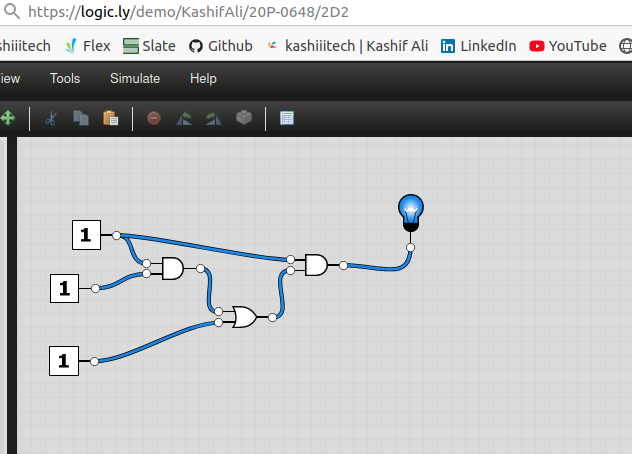 https://logic.ly/demo/KashifAli/20P-0648/2D2
shiiitech Flex Slate Github kashiiitech | Kashif Ali LinkedIn YouTube
iew Tools Simulate Help
1
1
1